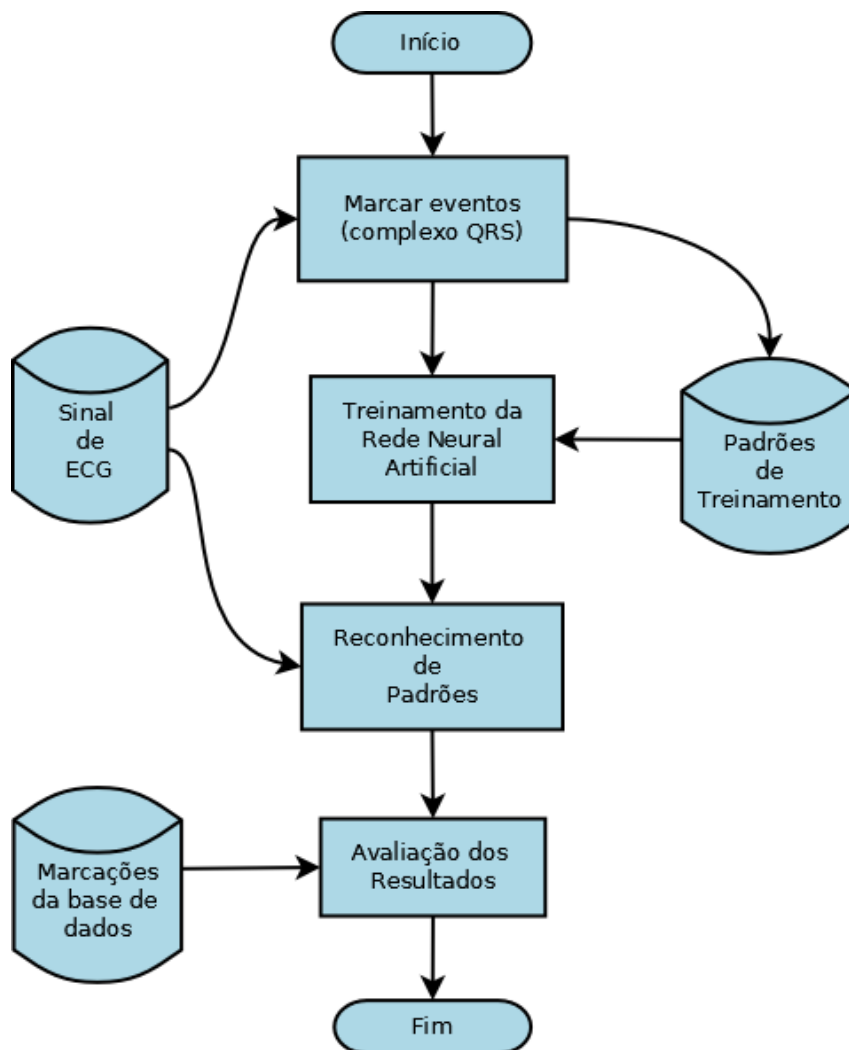 Início
Marcar eventos
(complexo QRS)
Sinal
de
ECG
Treinamento da
Rede Neural
Artificial
Padrões
de
Treinamento
Reconhecimento
de
Padrões
Marcações
da base de
dados
Avaliação dos
Resultados
Fim